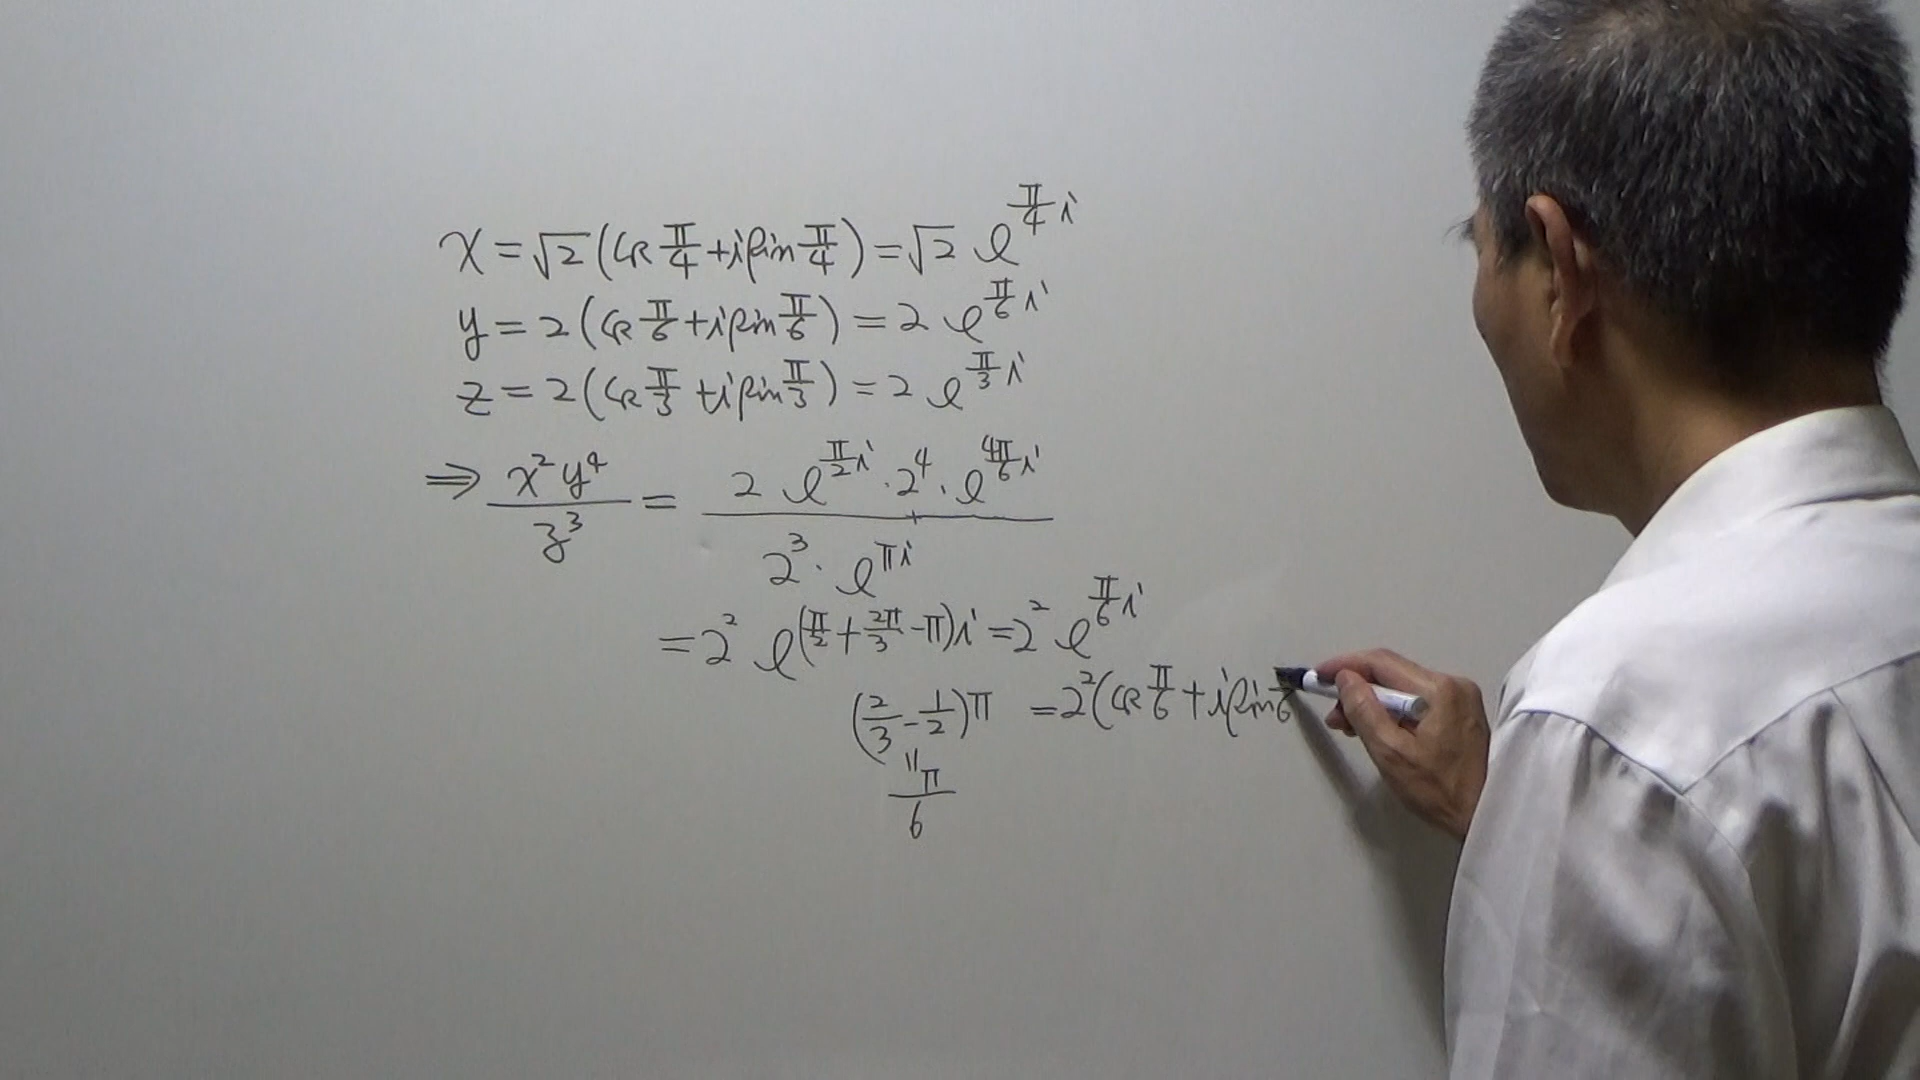 x = √2 (cos π/4 + i sin π/4) = √2 e^{π/4 i}
y = 2 (cos π/6 + i sin π/6) = 2 e^{π/6 i}
z = 2 (cos π/3 + i sin π/3) = 2 e^{π/3 i}
⇒ x²y⁴/z³ = (2 e^{π/2 i} · 2⁴ · e^{4π/6 i})/(2³ · e^{πi})
= 2² e^{(π/2 + 2π/3 - π)i} = 2² e^{π/6 i}
(2/3 - 1/2)π = 2² (cos π/6 + i sin π/6
||
π/6